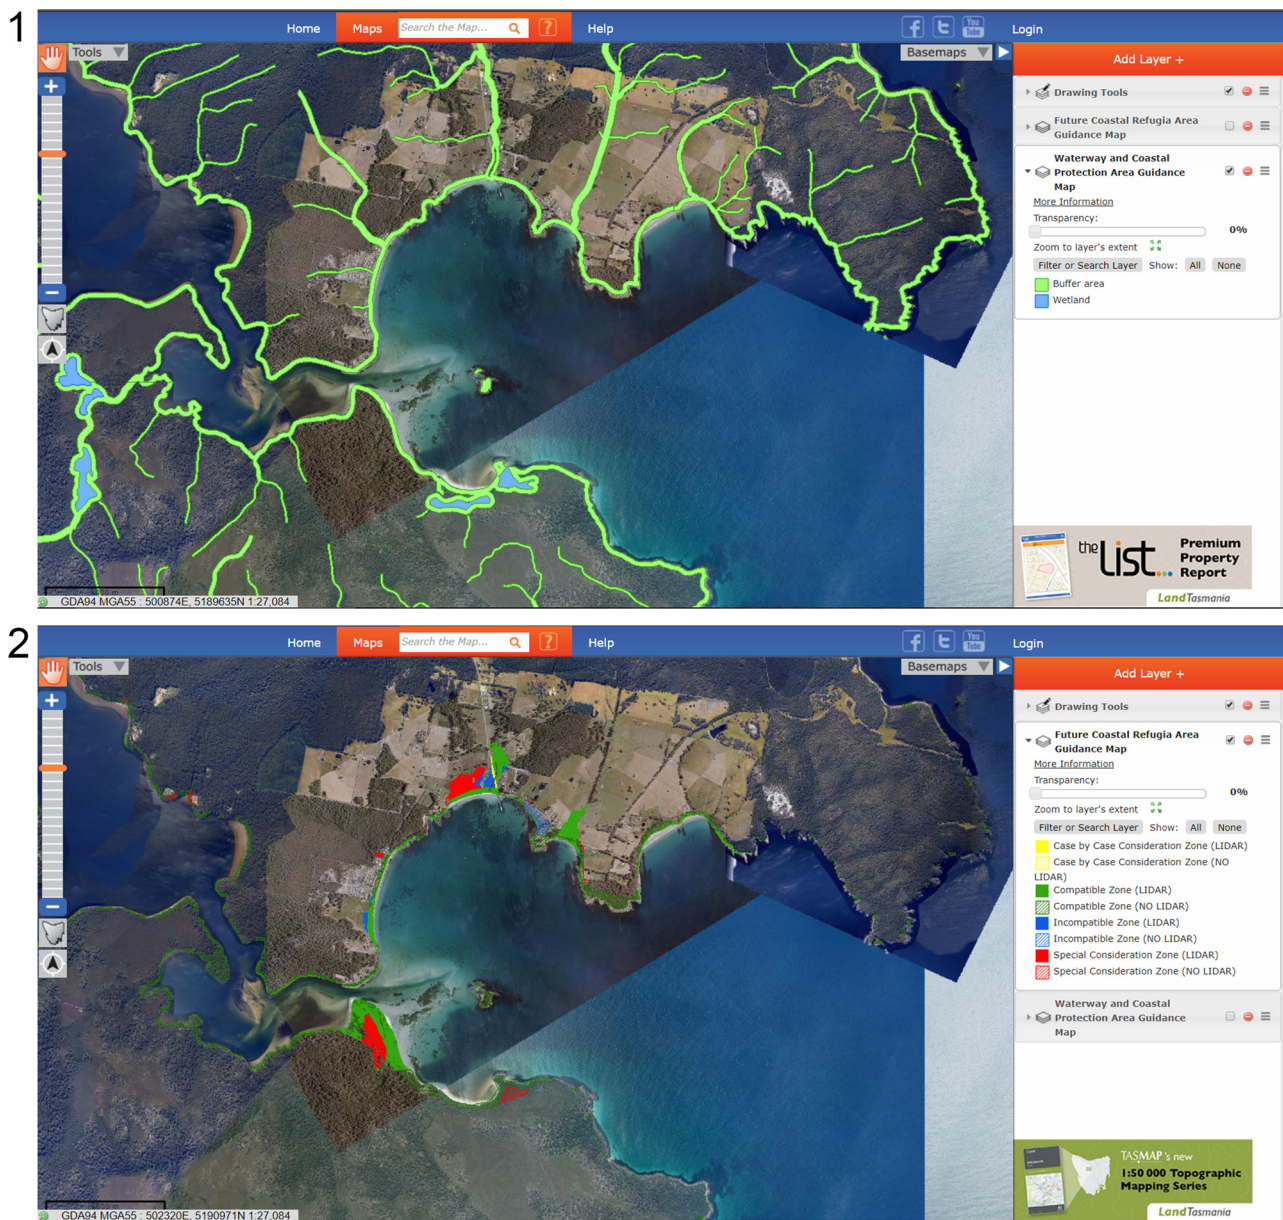 1
Home Maps Search the Map... ? Help f t You Tube Login
Tools Basemaps
Add Layer +
Drawing Tools
Future Coastal Refugia Area
Guidance Map
Waterway and Coastal
Protection Area Guidance
Map
More Information
Transparency:
0%
Zoom to layer's extent
Filter or Search Layer Show: All None
Buffer area
Wetland
the List...
Premium
Property
Report
Land Tasmania
GDA94 MGA55 : 500874E, 5189635N 1:27,084
2
Home Maps Search the Map... ? Help f t You Tube Login
Tools Basemaps
Add Layer +
Drawing Tools
Future Coastal Refugia Area
Guidance Map
More Information
Transparency:
0%
Zoom to layer's extent
Filter or Search Layer Show: All None
Case by Case Consideration Zone (LIDAR)
Case by Case Consideration Zone (NO
LIDAR)
Compatible Zone (LIDAR)
Compatible Zone (NO LIDAR)
Incompatible Zone (LIDAR)
Incompatible Zone (NO LIDAR)
Special Consideration Zone (LIDAR)
Special Consideration Zone (NO LIDAR)
Waterway and Coastal
Protection Area Guidance
Map
TASMAP's new
1:50 000 Topographic
Mapping Series
Land Tasmania
GDA94 MGA55 : 502320E, 5190971N 1:27,084